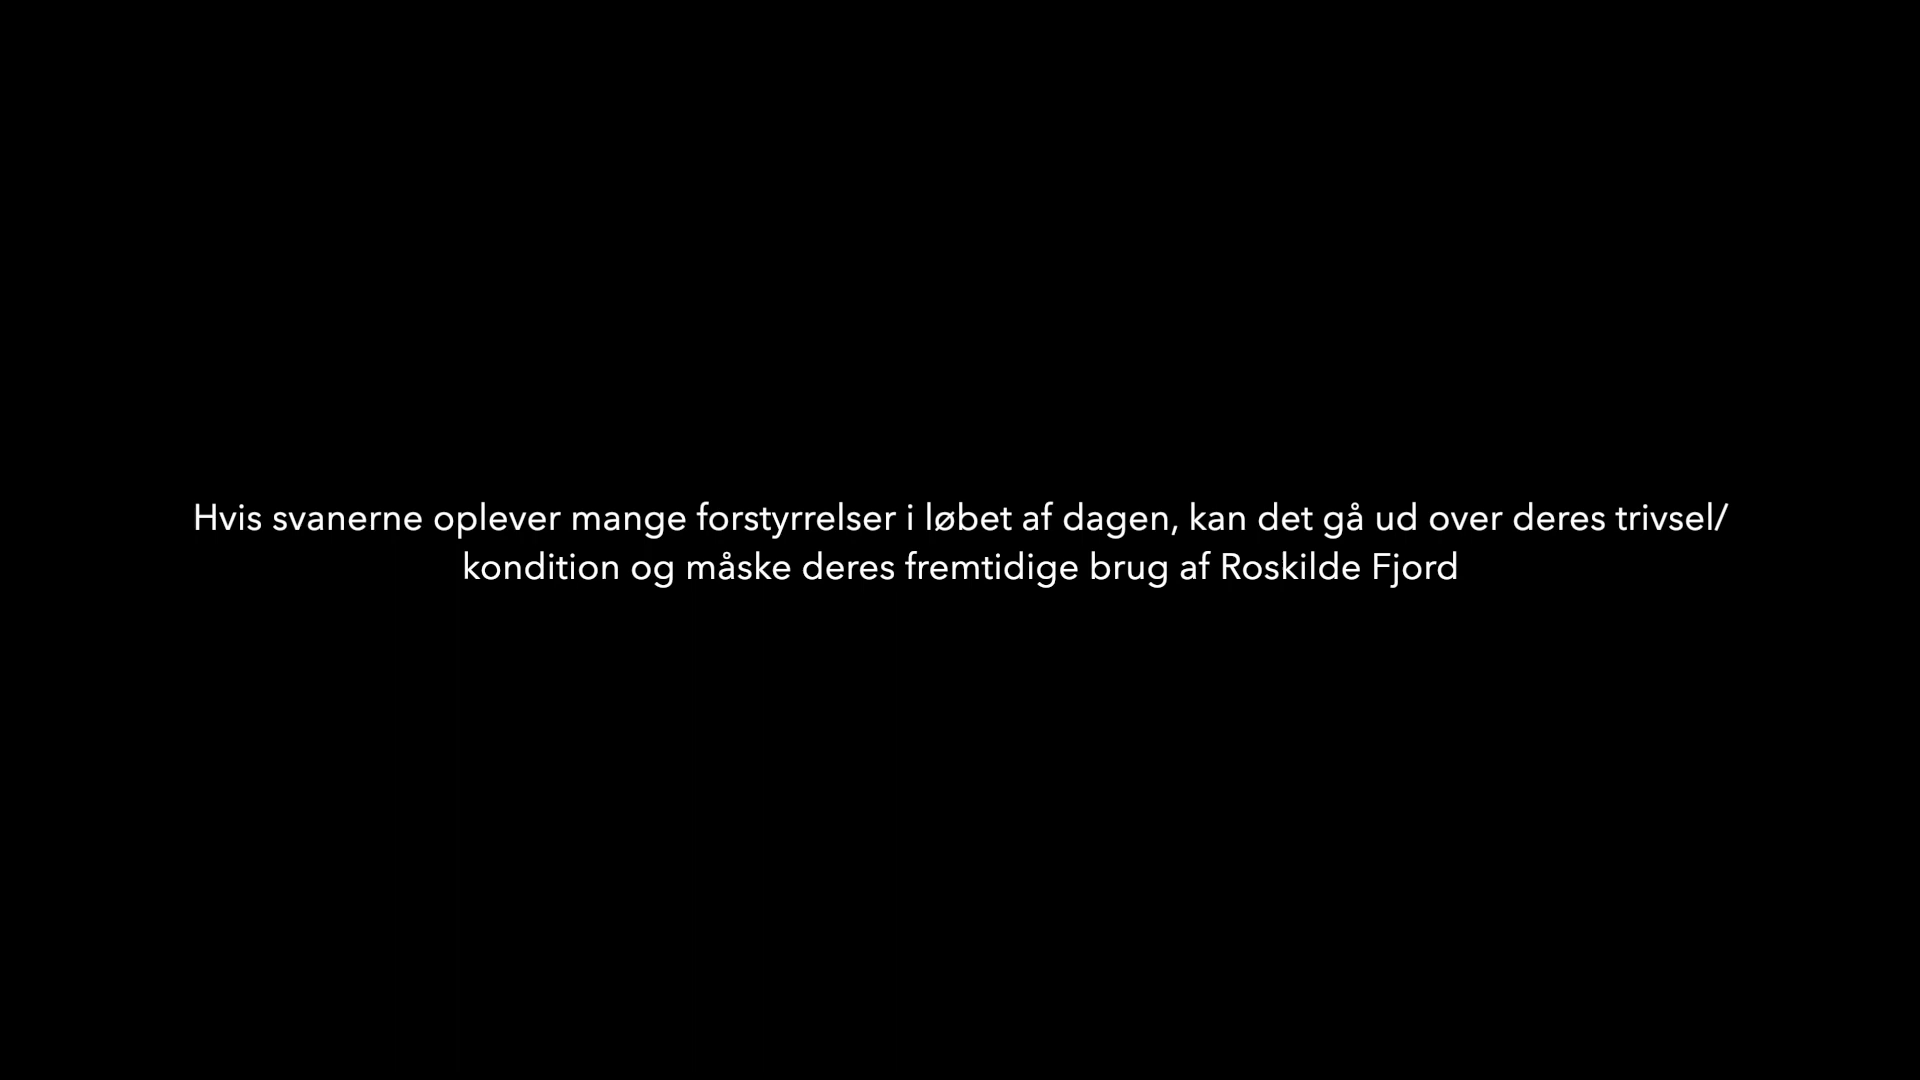 Hvis svanerne oplever mange forstyrrelser i løbet af dagen, kan det gå ud over deres trivsel/
kondition og måske deres fremtidige brug af Roskilde Fjord